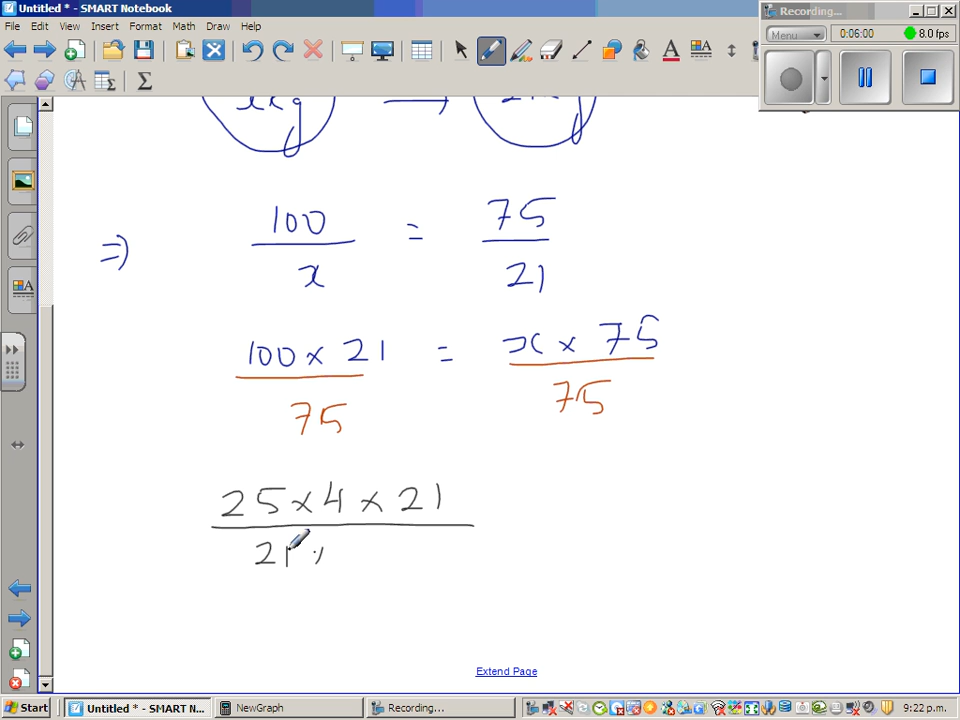 Untitled * - SMART Notebook
File Edit View Insert Format Math Draw Help
Recording...
Menu 0:06:00 8.0 fps
x kg
⇒ 100/x = 75/21
100 x 21 / 75 = x x 75 / 75
25 x 4 x 21
Extend Page
Start Untitled * - SMART N... NewGraph Recording... 9:22 p.m.